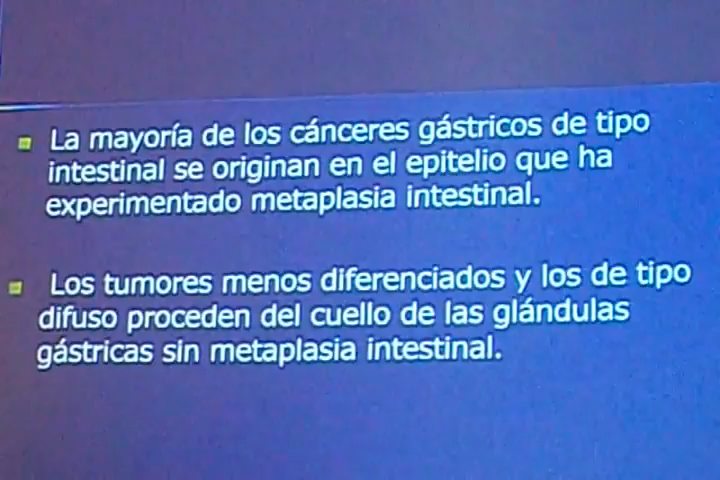 La mayoría de los cánceres gástricos de tipo
intestinal se originan en el epitelio que ha
experimentado metaplasia intestinal.
Los tumores menos diferenciados y los de tipo
difuso proceden del cuello de las glándulas
gástricas sin metaplasia intestinal.